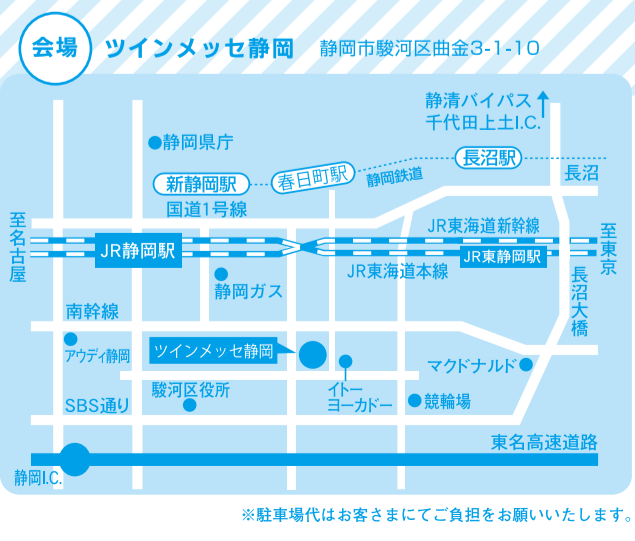 会場
ツインメッセ静岡
静岡市駿河区曲金3-1-10
静清バイパス
千代田上土I.C.
静岡県庁
長沼駅
新静岡駅
春日町駅
静岡鉄道
長沼
国道1号線
至名古屋
JR東海道新幹線
至東京
JR静岡駅
JR東海道本線
JR東静岡駅
静岡ガス
長沼大橋
南幹線
アウディ静岡
ツインメッセ静岡
マクドナルド
駿河区役所
イトー
ヨーカドー
競輪場
SBS通り
東名高速道路
静岡I.C.
※駐車場代はお客さまにてご負担をお願いいたします。